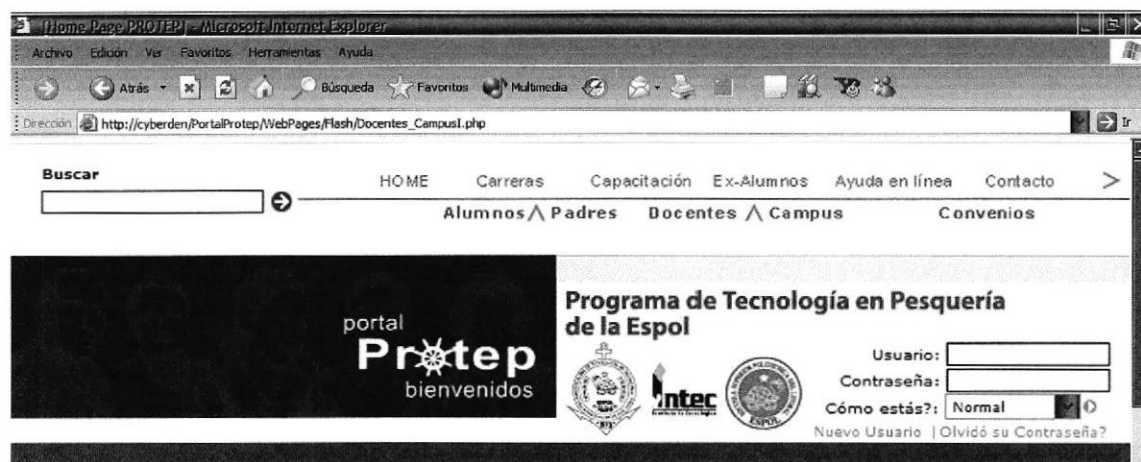 [Home Page PROTEP] - Microsoft Internet Explorer
Archivo Edición Ver Favoritos Herramientas Ayuda
Atrás Búsqueda Favoritos Multimedia
Dirección http://cyberden/PortalProtep/WebPages/Flash/Docentes_CampusI.php Ir
Buscar
HOME Carreras Capacitación Ex-Alumnos Ayuda en línea Contacto >
Alumnos Padres Docentes Campus Convenios
Programa de Tecnología en Pesquería
de la Espol
portal
Protep
bienvenidos
intec
ESPOL
Usuario:
Contraseña:
Cómo estás?: Normal
Nuevo Usuario | Olvidó su Contraseña?